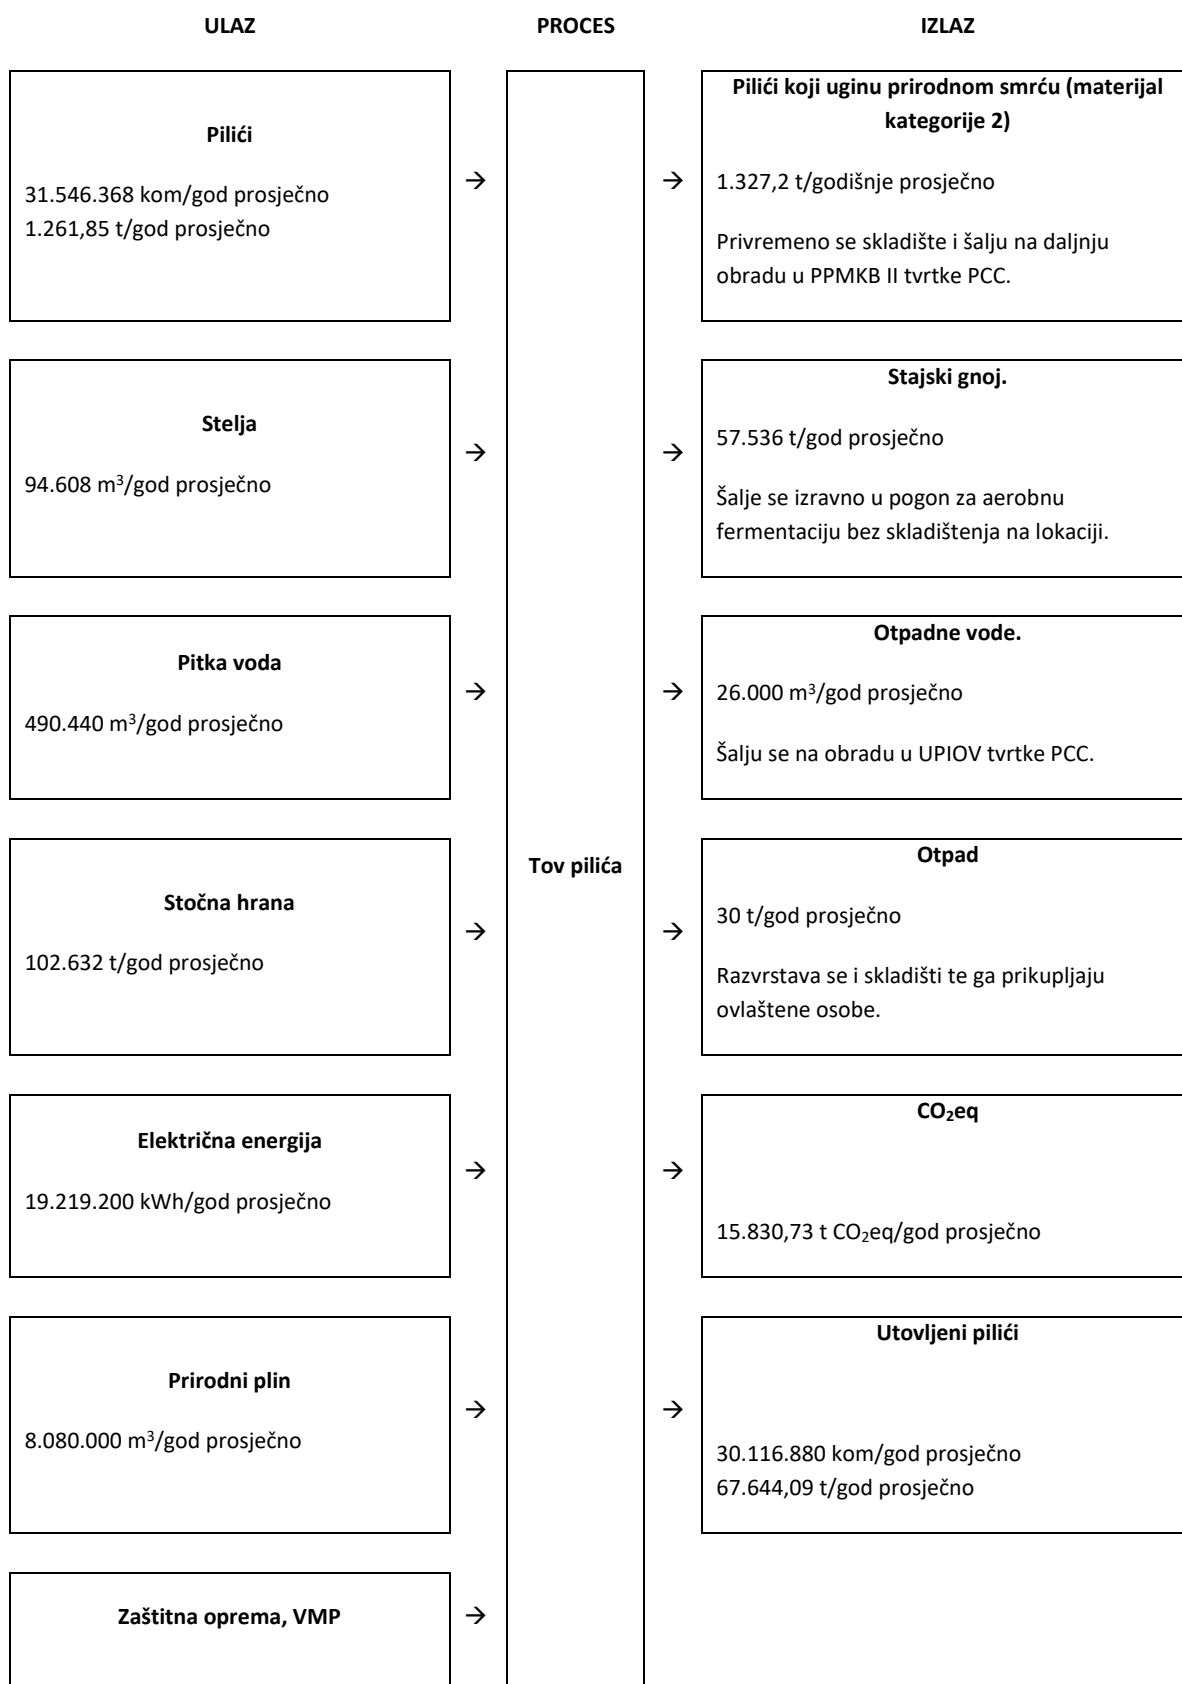 ULAZ
PROCES
IZLAZ
Pilići
31.546.368 kom/god prosječno
1.261,85 t/god prosječno
→
→
Pilići koji uginu prirodnom smrću (materijal
kategorije 2)
1.327,2 t/godišnje prosječno
Privremeno se skladište i šalju na daljnju
obradu u PPMKB II tvrtke PCC.
Stelja
94.608 m³/god prosječno
→
→
Stajski gnoj.
57.536 t/god prosječno
Šalje se izravno u pogon za aerobnu
fermentaciju bez skladištenja na lokaciji.
Pitka voda
490.440 m³/god prosječno
→
→
Otpadne vode.
26.000 m³/god prosječno
Šalju se na obradu u UPIOV tvrtke PCC.
Stočna hrana
102.632 t/god prosječno
→
Tov pilića
→
Otpad
30 t/god prosječno
Razvrstava se i skladišti te ga prikupljaju
ovlaštene osobe.
Električna energija
19.219.200 kWh/god prosječno
→
→
CO₂eq
15.830,73 t CO₂eq/god prosječno
Prirodni plin
8.080.000 m³/god prosječno
→
→
Utovljeni pilići
30.116.880 kom/god prosječno
67.644,09 t/god prosječno
Zaštitna oprema, VMP
→